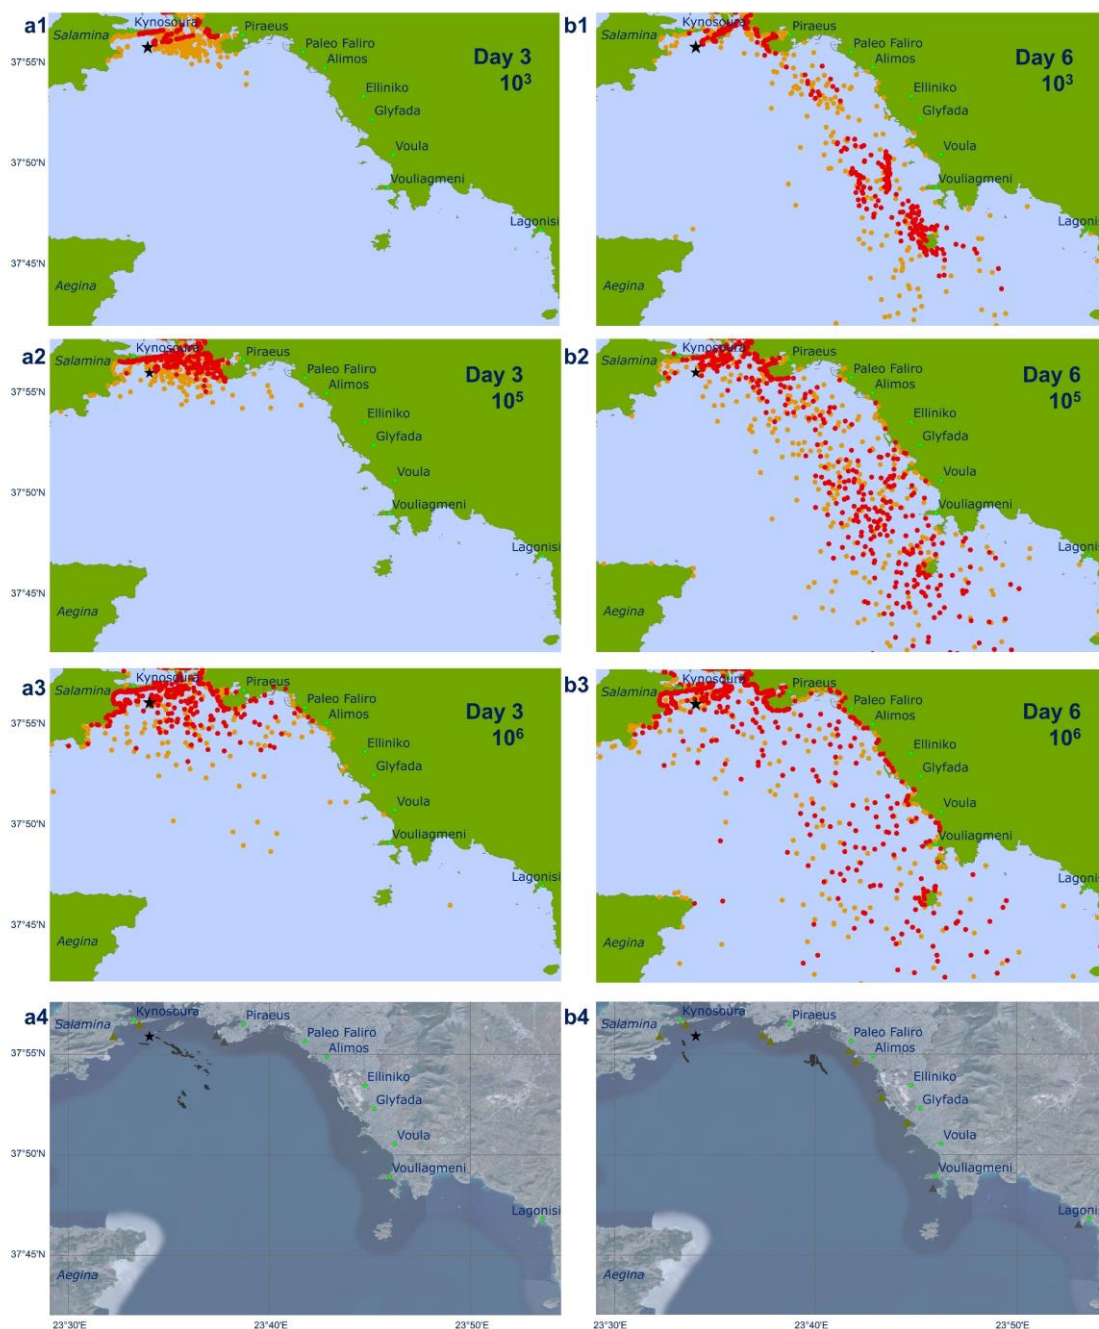 a1
Salamina
Kynosoura
Piraeus
Paleo Faliro
Alimos
Day 3
10³
37°55'N
Elliniko
Glyfada
Voula
37°50'N
Vouliagmeni
Lagonisi
37°45'N
Aegina
b1
Salamina
Kynosoura
Piraeus
Paleo Faliro
Alimos
Day 6
10³
Elliniko
Glyfada
Voula
Vouliagmeni
Lagonisi
Aegina
a2
Salamina
Kynosoura
Piraeus
Paleo Faliro
Alimos
Day 3
10⁵
37°55'N
Elliniko
Glyfada
Voula
37°50'N
Vouliagmeni
Lagonisi
37°45'N
Aegina
b2
Salamina
Kynosoura
Piraeus
Paleo Faliro
Alimos
Day 6
10⁵
Elliniko
Glyfada
Voula
Vouliagmeni
Lagonisi
Aegina
a3
Salamina
Kynosoura
Piraeus
Paleo Faliro
Alimos
Day 3
10⁶
37°55'N
Elliniko
Glyfada
Voula
37°50'N
Vouliagmeni
Lagonisi
37°45'N
Aegina
b3
Salamina
Kynosoura
Piraeus
Paleo Faliro
Alimos
Day 6
10⁶
Elliniko
Glyfada
Voula
Vouliagmeni
Lagonisi
Aegina
a4
Salamina
Kynosoura
Piraeus
Paleo Faliro
Alimos
37°55'N
Elliniko
Glyfada
Voula
37°50'N
Vouliagmeni
Lagonisi
37°45'N
Aegina
23°30'E
23°40'E
23°50'E
b4
Salamina
Kynosoura
Piraeus
Paleo Faliro
Alimos
Elliniko
Glyfada
Voula
Vouliagmeni
Lagonisi
Aegina
23°30'E
23°40'E
23°50'E